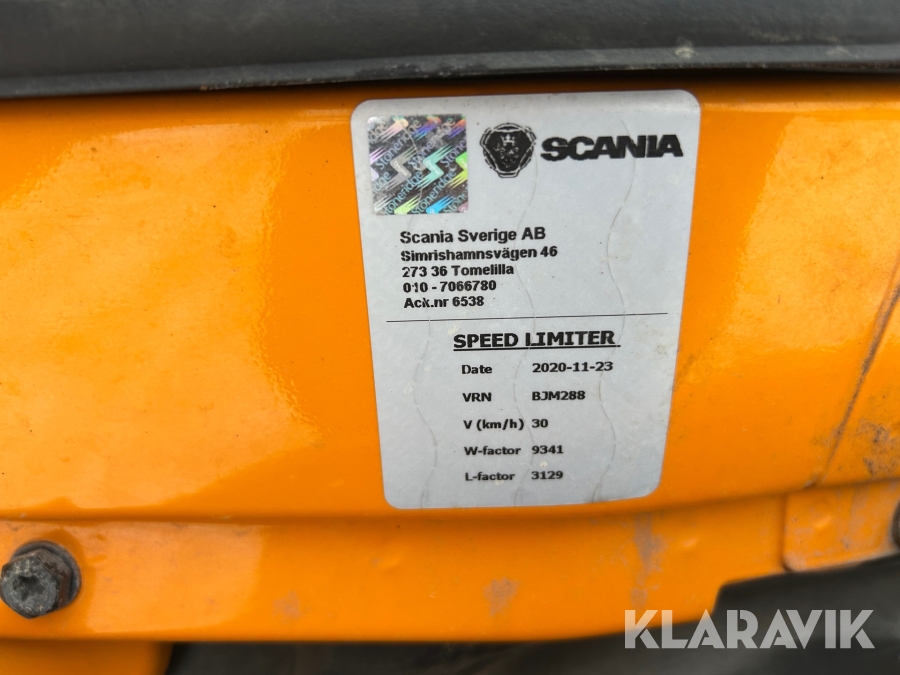 Stoneridge
SCANIA
Scania Sverige AB
Simrishamnsvägen 46
273 36 Tomelilla
010 - 7066780
Ack.nr 6538
SPEED LIMITER
Date 2020-11-23
VRN BJM288
V (km/h) 30
W-factor 9341
L-factor 3129
KLARAVIK